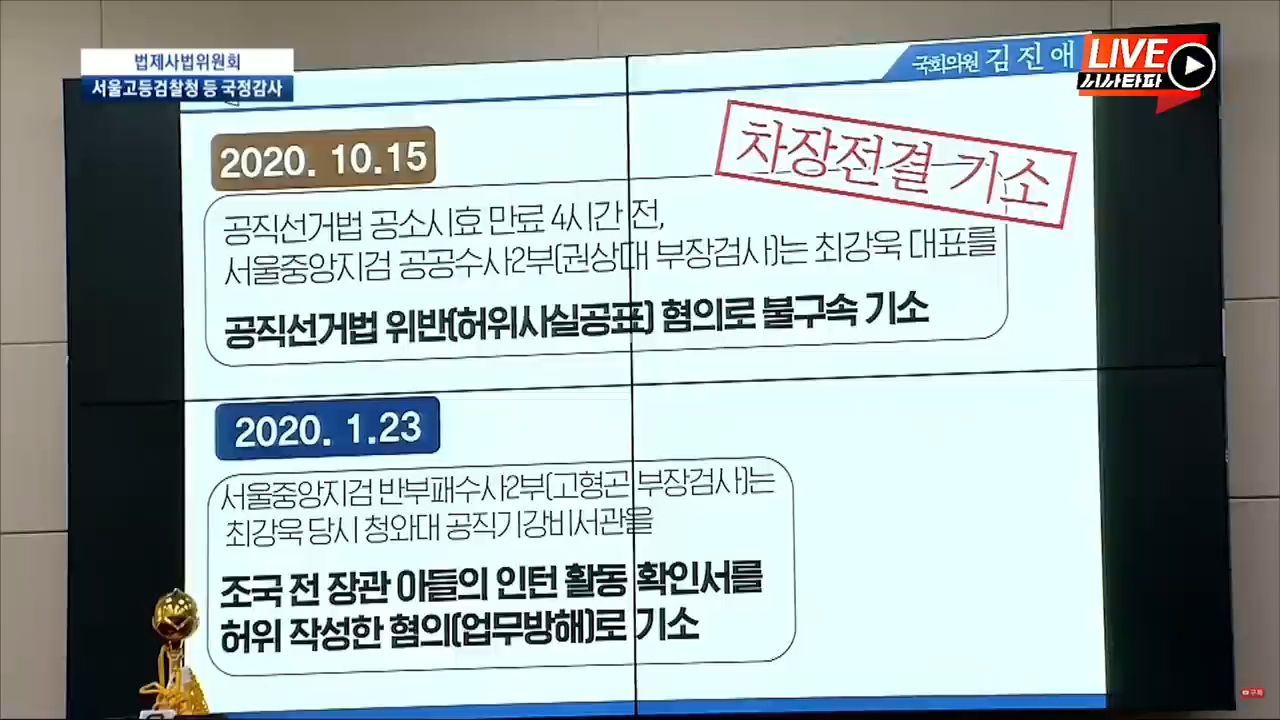 법제사법위원회
서울고등검찰청 등 국정감사
국회의원 김진애
LIVE
시사타파
2020. 10.15
차장전결 기소
공직선거법 공소시효 만료 4시간 전,
서울중앙지검 공공수사2부(권상대 부장검사)는 최강욱 대표를
공직선거법 위반(허위사실공표) 혐의로 불구속 기소
2020. 1.23
서울중앙지검 반부패수사2부(고형곤 부장검사)는
최강욱 당시 청와대 공직기강비서관을
조국 전 장관 아들의 인턴 활동 확인서를
허위 작성한 혐의(업무방해)로 기소
구독